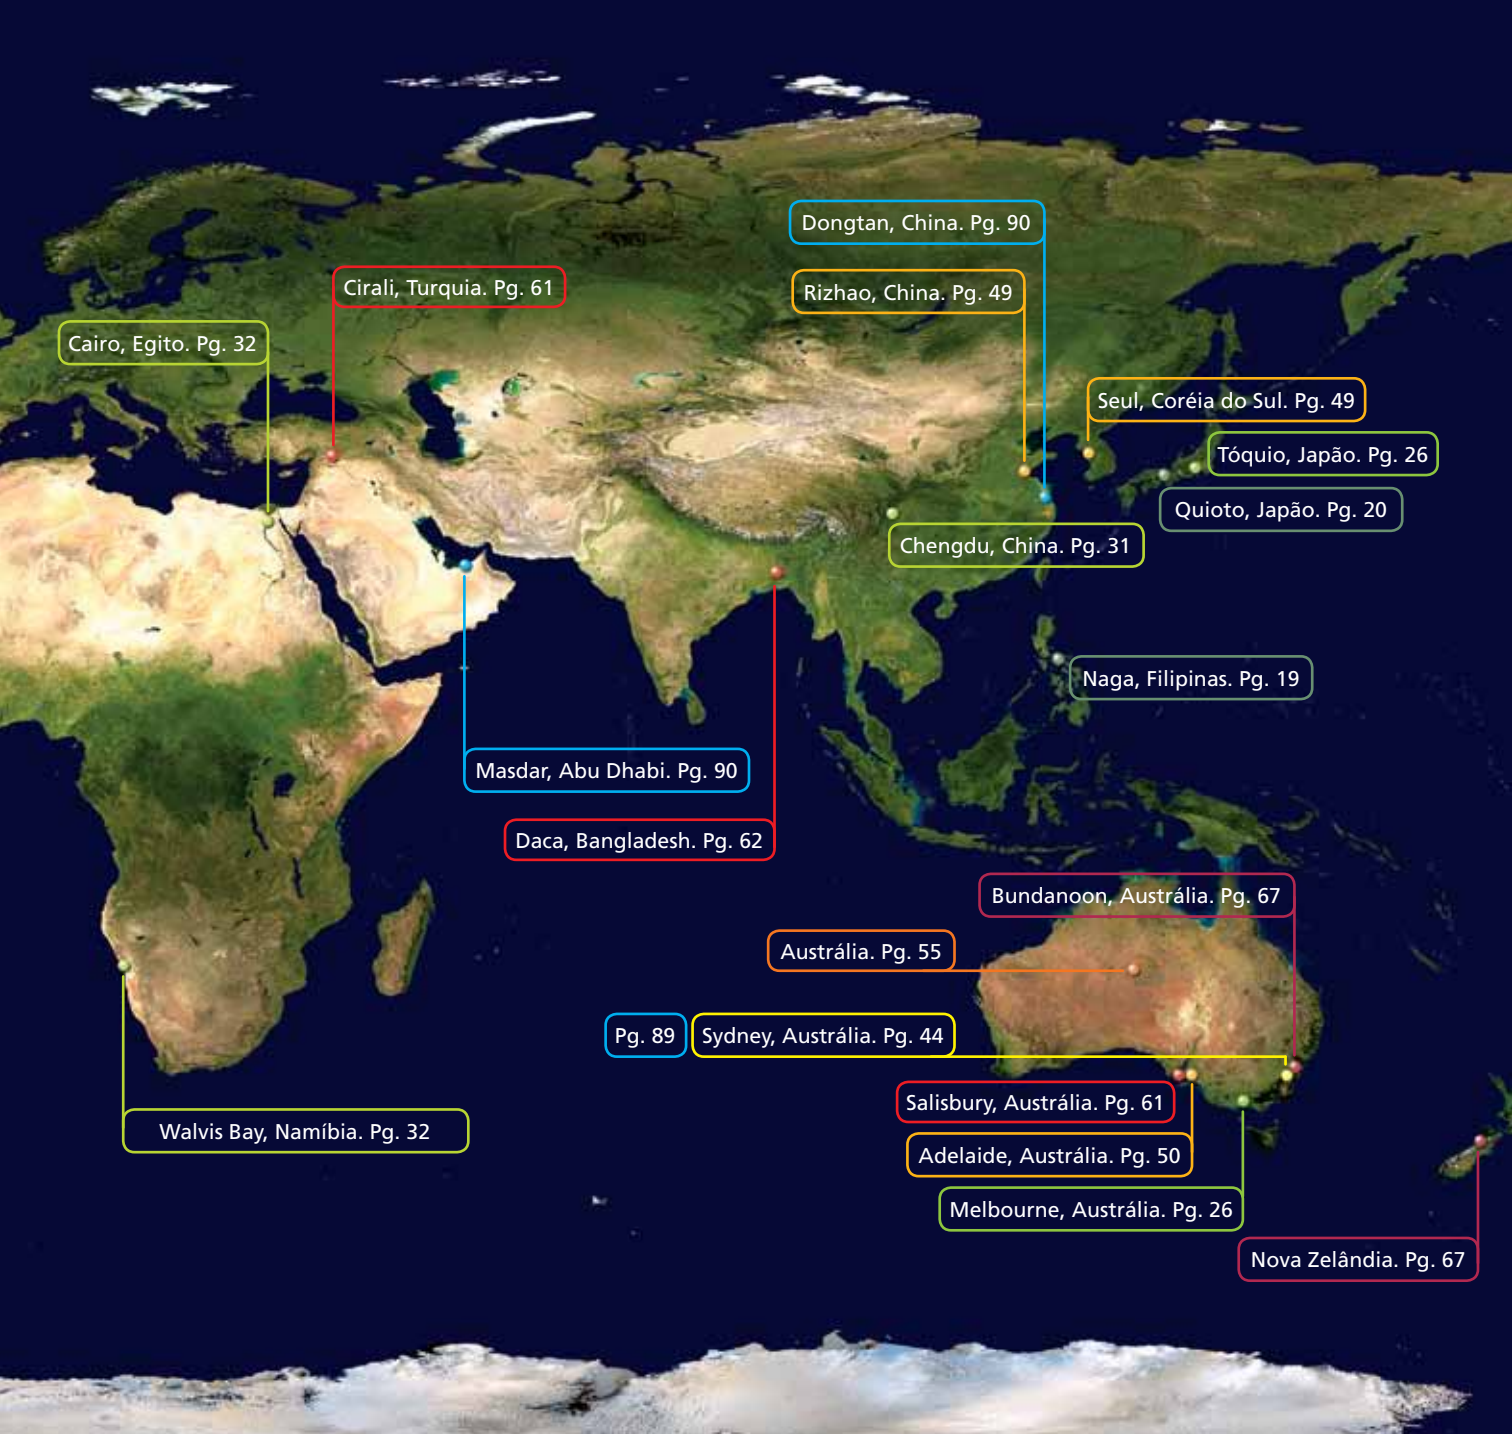 Dongtan, China. Pg. 90
Cirali, Turquia. Pg. 61
Rizhao, China. Pg. 49
Cairo, Egito. Pg. 32
Seul, Coréia do Sul. Pg. 49
Tóquio, Japão. Pg. 26
Quioto, Japão. Pg. 20
Chengdu, China. Pg. 31
Naga, Filipinas. Pg. 19
Masdar, Abu Dhabi. Pg. 90
Daca, Bangladesh. Pg. 62
Bundanoon, Austrália. Pg. 67
Austrália. Pg. 55
Pg. 89 Sydney, Austrália. Pg. 44
Salisbury, Austrália. Pg. 61
Walvis Bay, Namíbia. Pg. 32
Adelaide, Austrália. Pg. 50
Melbourne, Austrália. Pg. 26
Nova Zelândia. Pg. 67